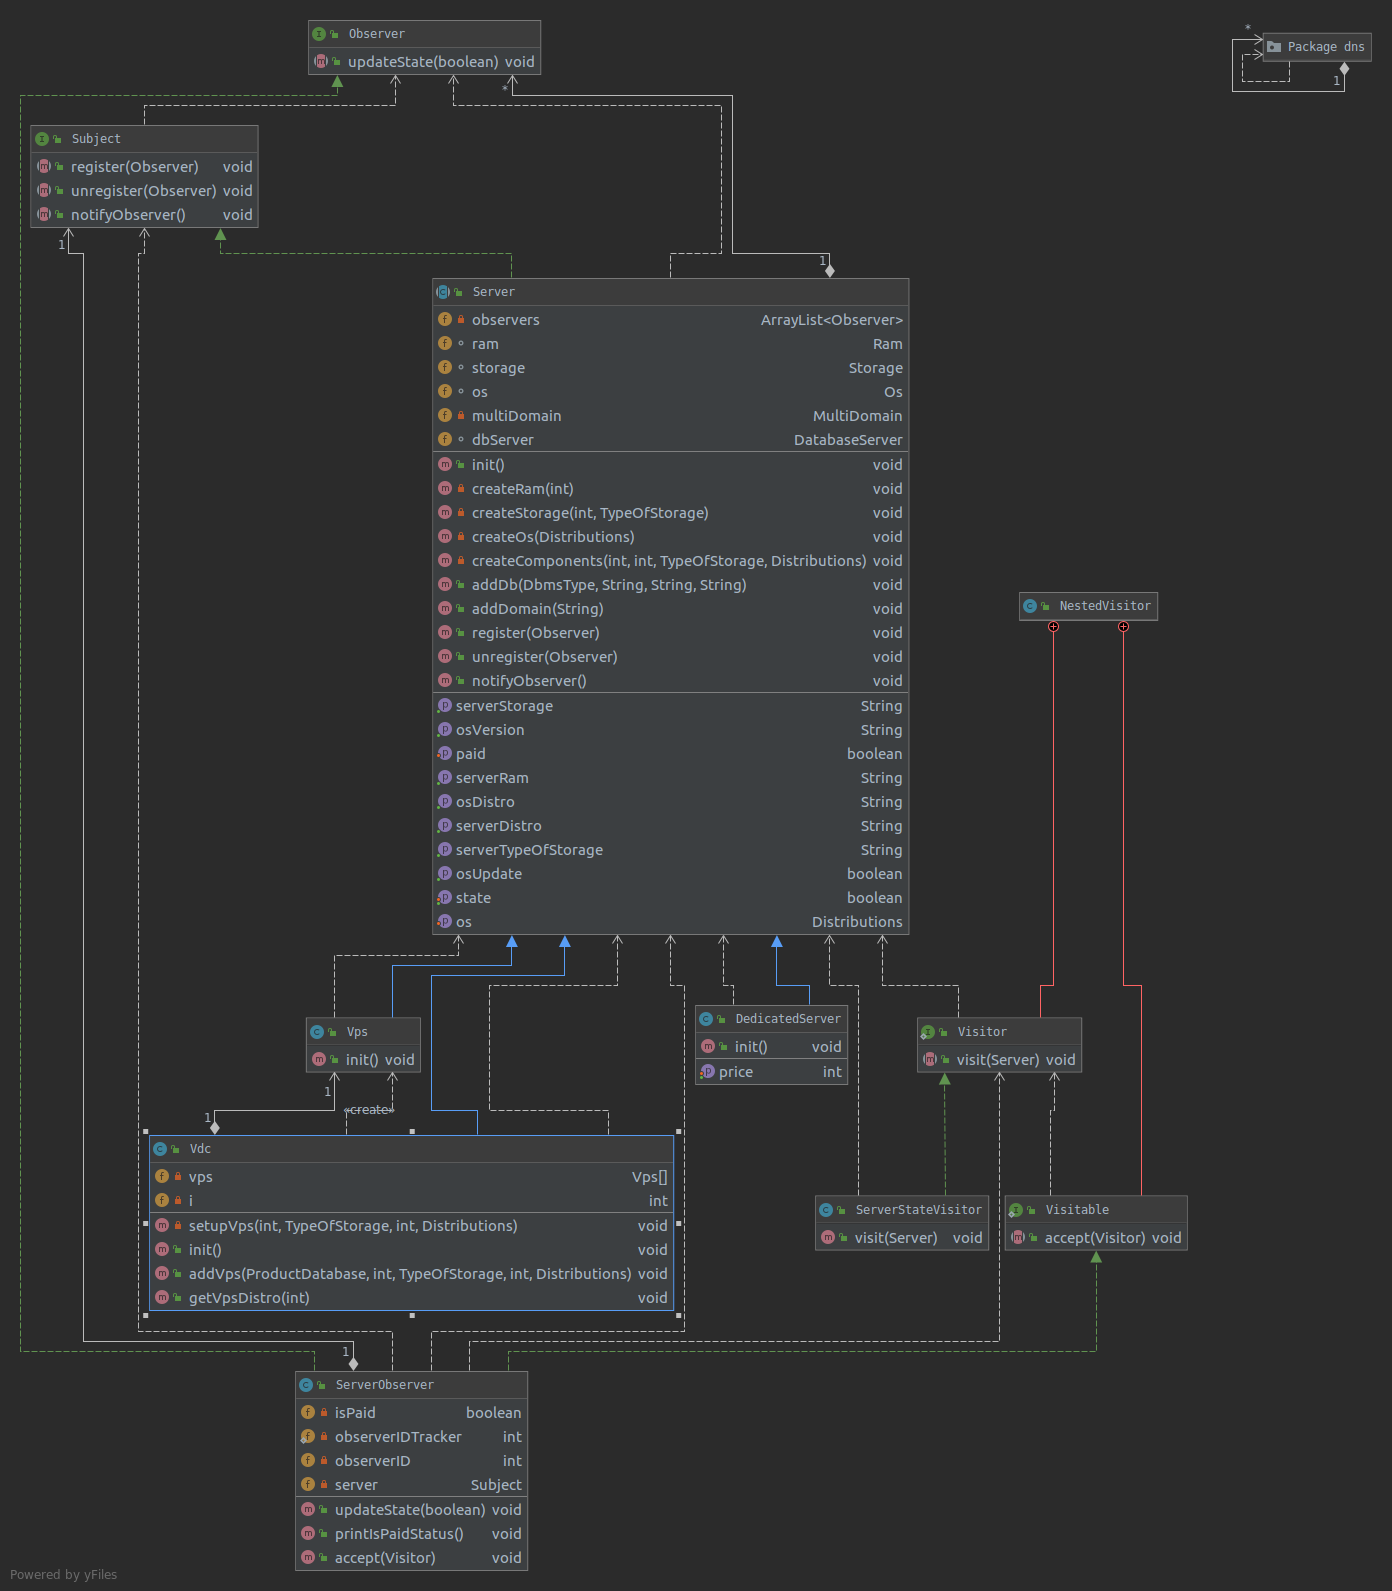 Observer
updateState(boolean) void
*
Package dns
*
1
Subject
register(Observer) void
unregister(Observer) void
notifyObserver() void
1
1
Server
observers ArrayList<Observer>
ram Ram
storage Storage
os Os
multiDomain MultiDomain
dbServer DatabaseServer
init() void
createRam(int) void
createStorage(int, TypeOfStorage) void
createOs(Distributions) void
createComponents(int, int, TypeOfStorage, Distributions) void
addDb(DbmsType, String, String, String) void
addDomain(String) void
register(Observer) void
unregister(Observer) void
notifyObserver() void
serverStorage String
osVersion String
paid boolean
serverRam String
osDistro String
serverDistro String
serverTypeOfStorage String
osUpdate boolean
state boolean
os Distributions
NestedVisitor
Vps
init() void
DedicatedServer
init() void
price int
Visitor
visit(Server) void
1
1
«create»
Vdc
vps Vps[]
i int
setupVps(int, TypeOfStorage, int, Distributions) void
init() void
addVps(ProductDatabase, int, TypeOfStorage, int, Distributions) void
getVpsDistro(int) void
ServerStateVisitor
visit(Server) void
Visitable
accept(Visitor) void
1
ServerObserver
isPaid boolean
observerIDTracker int
observerID int
server Subject
updateState(boolean) void
printIsPaidStatus() void
accept(Visitor) void
Powered by yFiles